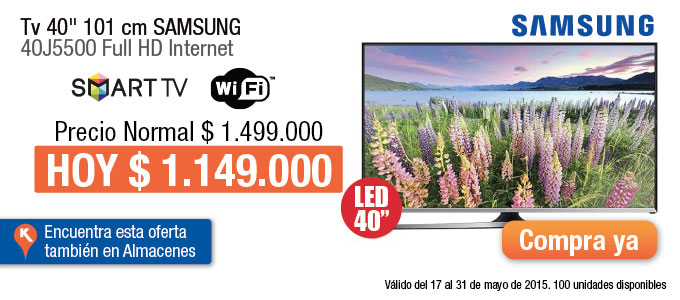 Tv 40" 101 cm SAMSUNG
40J5500 Full HD Internet
SMART TV
Wi Fi™
Precio Normal $ 1.499.000
HOY $ 1.149.000
K
Encuentra esta oferta
también en Almacenes
SAMSUNG
LED
40”
Compra ya
Válido del 17 al 31 de mayo de 2015. 100 unidades disponibles